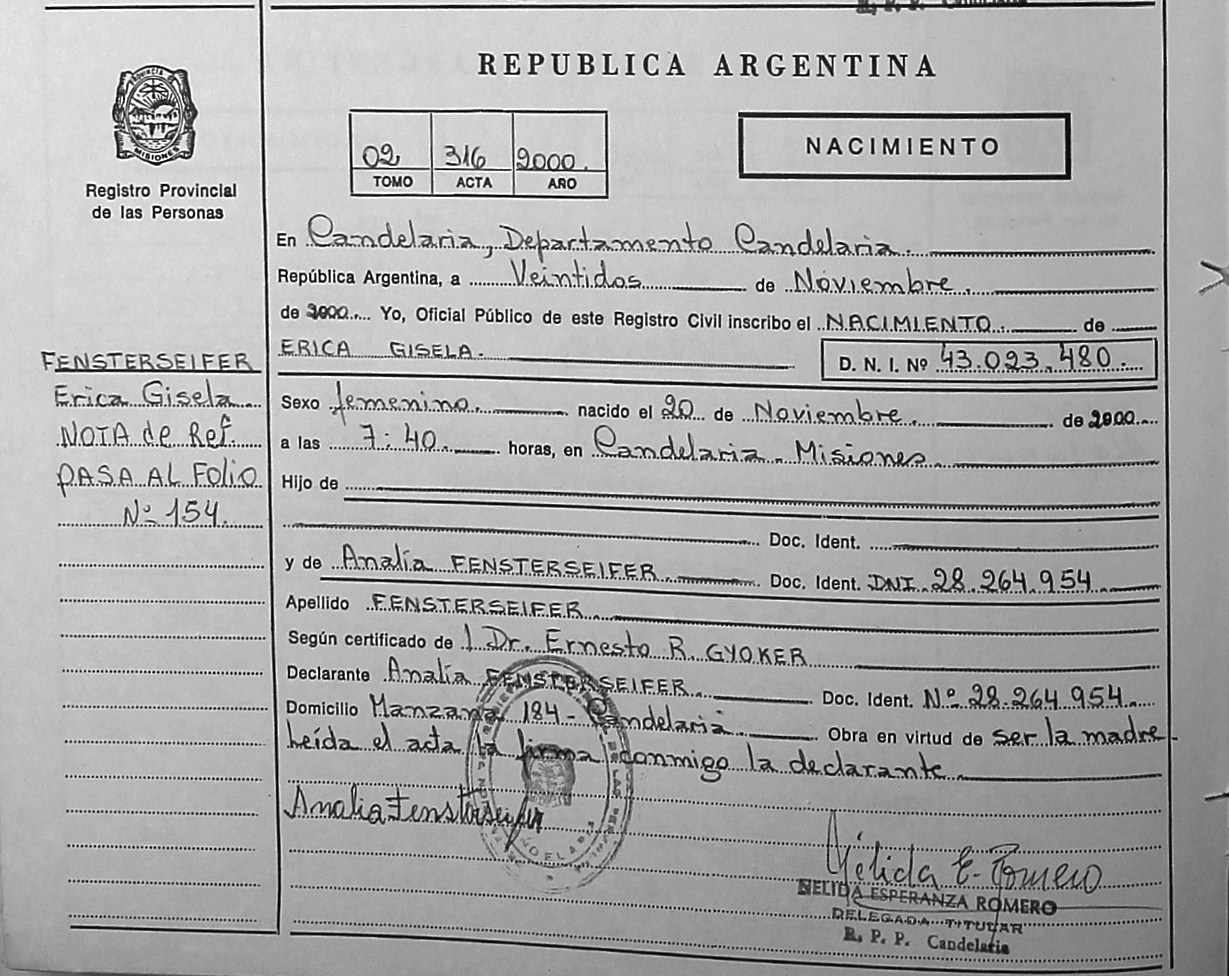 R. P. P. Candelaria
REPUBLICA ARGENTINA
PROVINCIA DE
MISIONES
Registro Provincial
de las Personas
02 316 2000.
TOMO ACTA AÑO
NACIMIENTO
En Candelaria, Departamento Candelaria.
República Argentina, a Veintidos de Noviembre.
de 2000. Yo, Oficial Público de este Registro Civil inscribo el NACIMIENTO. de
ERICA GISELA. D. N. I. Nº 43.023.480.
Sexo femenino. nacido el 20 de Noviembre. de 2000
a las 7:40. horas, en Candelaria - Misiones
Hijo de
Doc. Ident.
y de Analía FENSTERSEIFER. Doc. Ident. DNI. 28.264.954
Apellido FENSTERSEIFER
Según certificado de l Dr. Ernesto R. GYOKER
Declarante Analía FENSTERSEIFER. Doc. Ident. Nº 28.264.954.
Domicilio Manzana 184 - Candelaria Obra en virtud de ser la madre-
Leída el acta la firma conmigo la declarante.
Analia Fensterseifer
Nélida E. Romero
NELIDA ESPERANZA ROMERO
DELEGADA TITULAR
R. P. P. Candelaria
FENSTERSEIFER
Erica Gisela
NOTA de Ref.
PASA AL FOLIO
Nº 154.